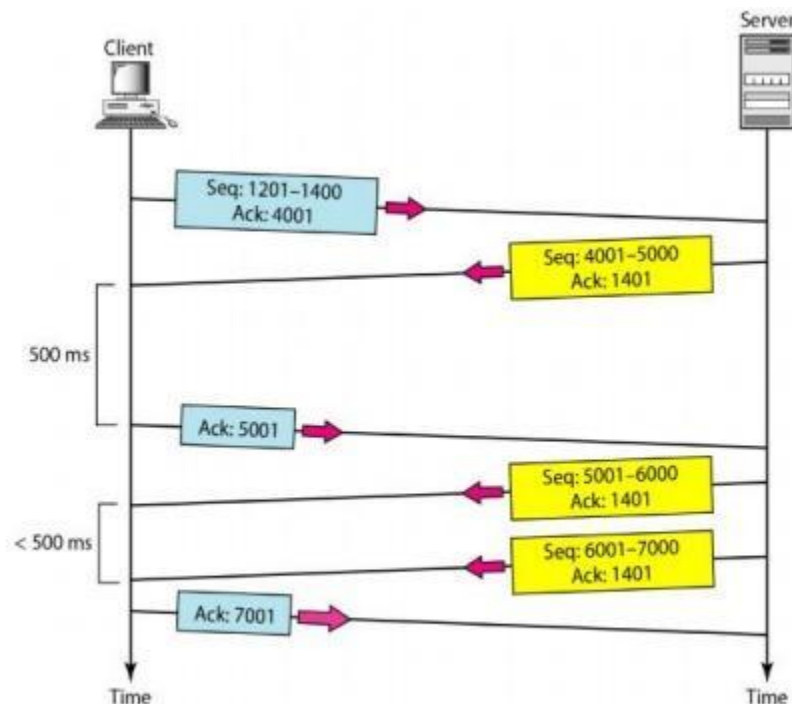 Server
Client
Seq: 1201–1400
Ack: 4001
Seq: 4001–5000
Ack: 1401
500 ms
Ack: 5001
Seq: 5001–6000
Ack: 1401
< 500 ms
Seq: 6001–7000
Ack: 1401
Ack: 7001
Time
Time